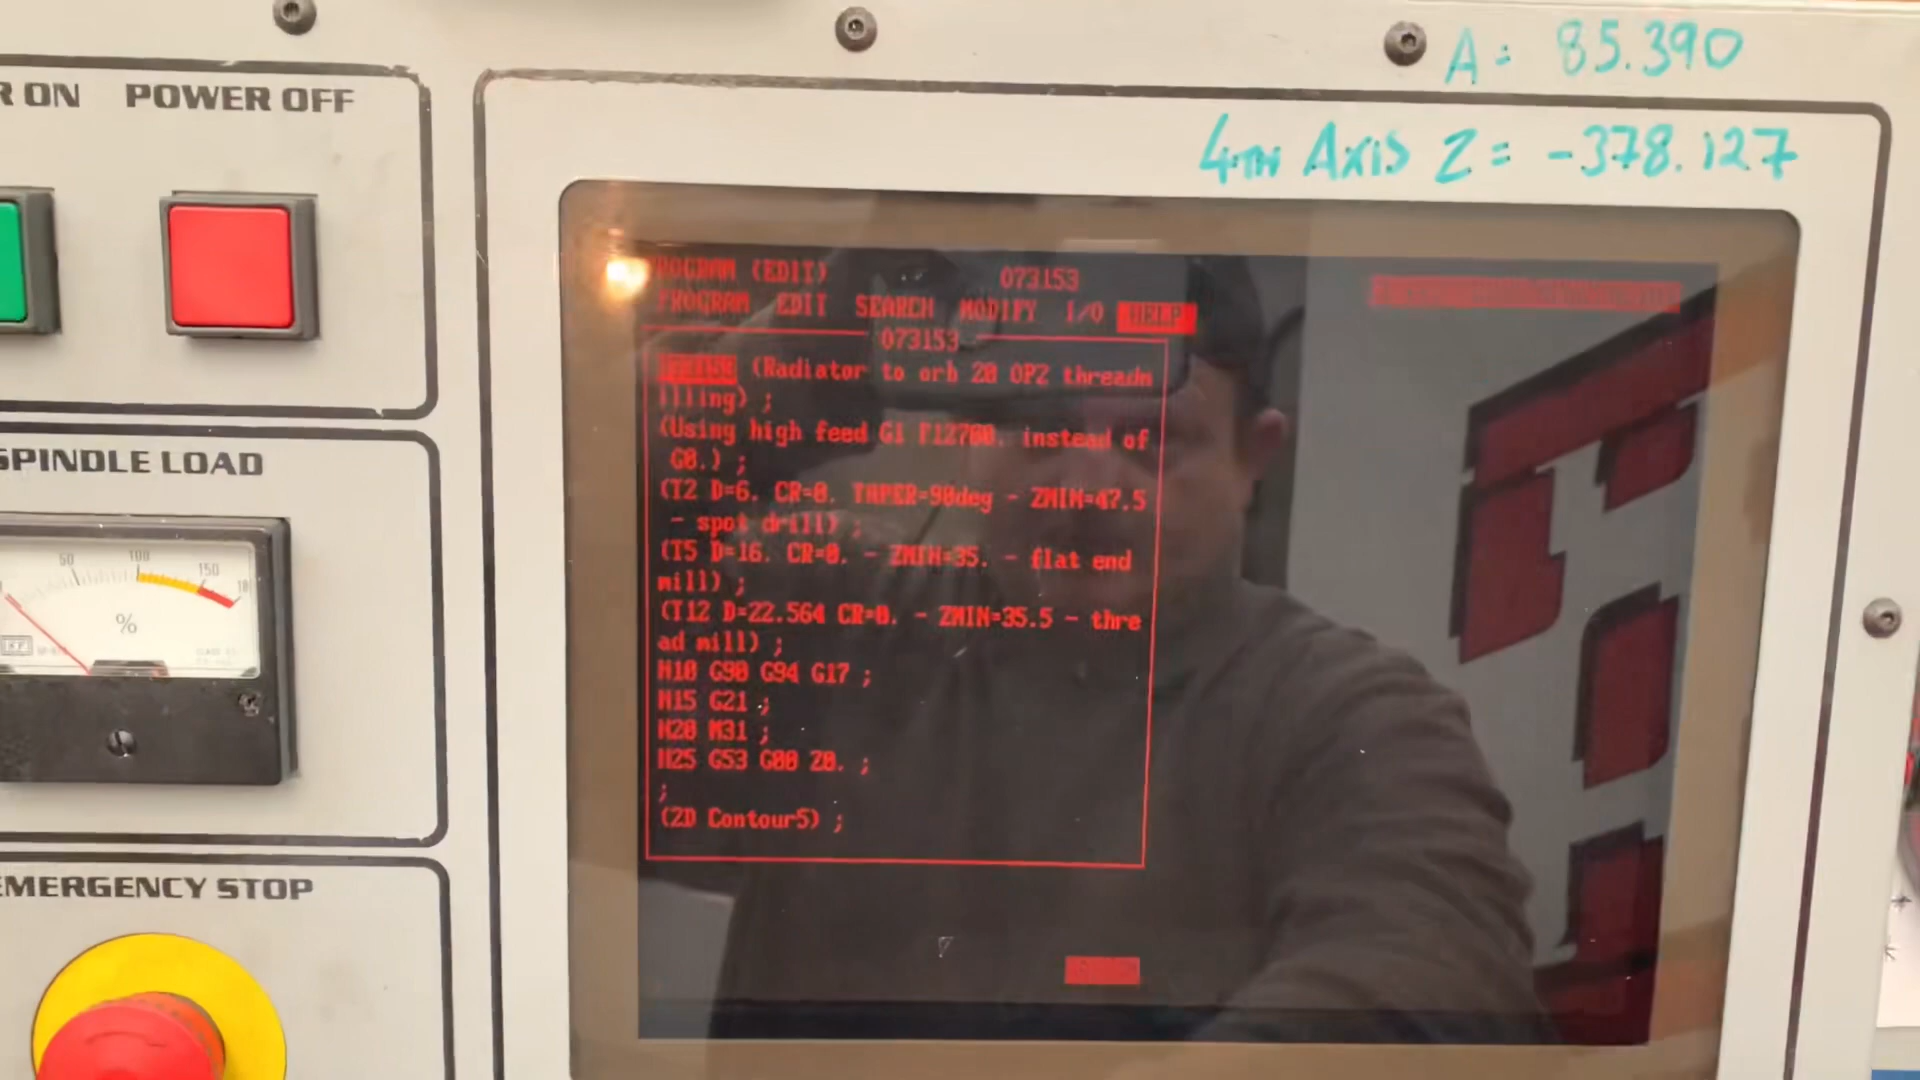 A = 85.390
4TH AXIS Z = -378.127
R ON POWER OFF
SPINDLE LOAD
50 100 150
%
EMERGENCY STOP
PROGRAM (EDIT) 073153
PROGRAM EDIT SEARCH MODIFY I/O HELP
073153
(Radiator to orb 20 OP2 threadm
illing) ;
(Using high feed G1 F12700. instead of
G0.) ;
(T2 D=6. CR=0. TAPER=90deg - ZMIN=47.5
- spot drill) ;
(T5 D=16. CR=0. - ZMIN=35. - flat end
mill) ;
(T12 D=22.564 CR=0. - ZMIN=35.5 - thre
ad mill) ;
N10 G90 G94 G17 ;
N15 G21 ;
N20 M31 ;
N25 G53 G00 Z0. ;
;
(2D Contour5) ;